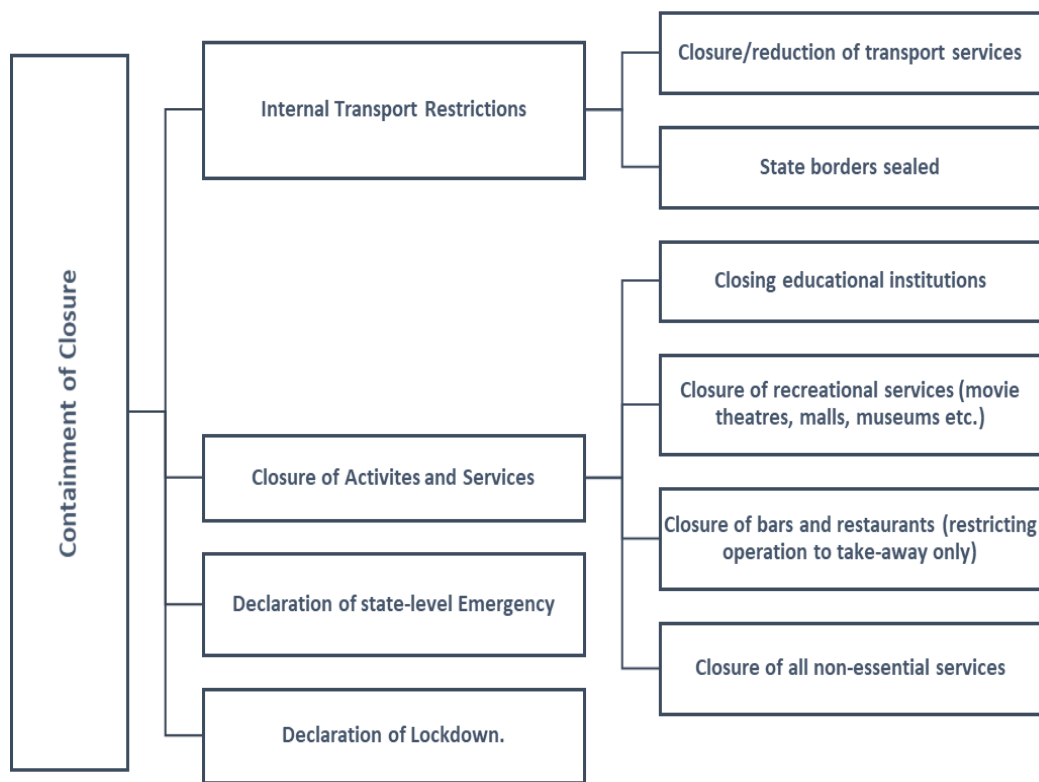 Containment of Closure
Internal Transport Restrictions
Closure/reduction of transport services
State borders sealed
Closure of Activites and Services
Closing educational institutions
Closure of recreational services (movie
theatres, malls, museums etc.)
Closure of bars and restaurants (restricting
operation to take-away only)
Closure of all non-essential services
Declaration of state-level Emergency
Declaration of Lockdown.